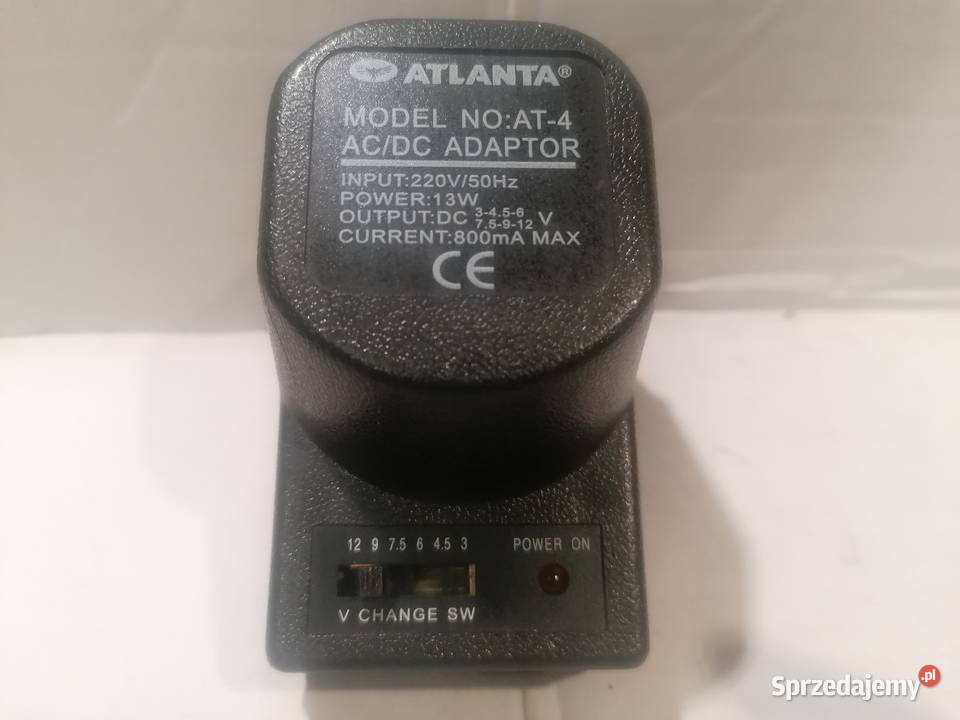 ATLANTA®
MODEL NO:AT-4
AC/DC ADAPTOR
INPUT:220V/50Hz
POWER:13W
OUTPUT:DC 3-4.5-6 7.5-9-12 V
CURRENT:800mA MAX
CE
12 9 7.5 6 4.5 3 POWER ON
V CHANGE SW
Sprzedajemy.pl